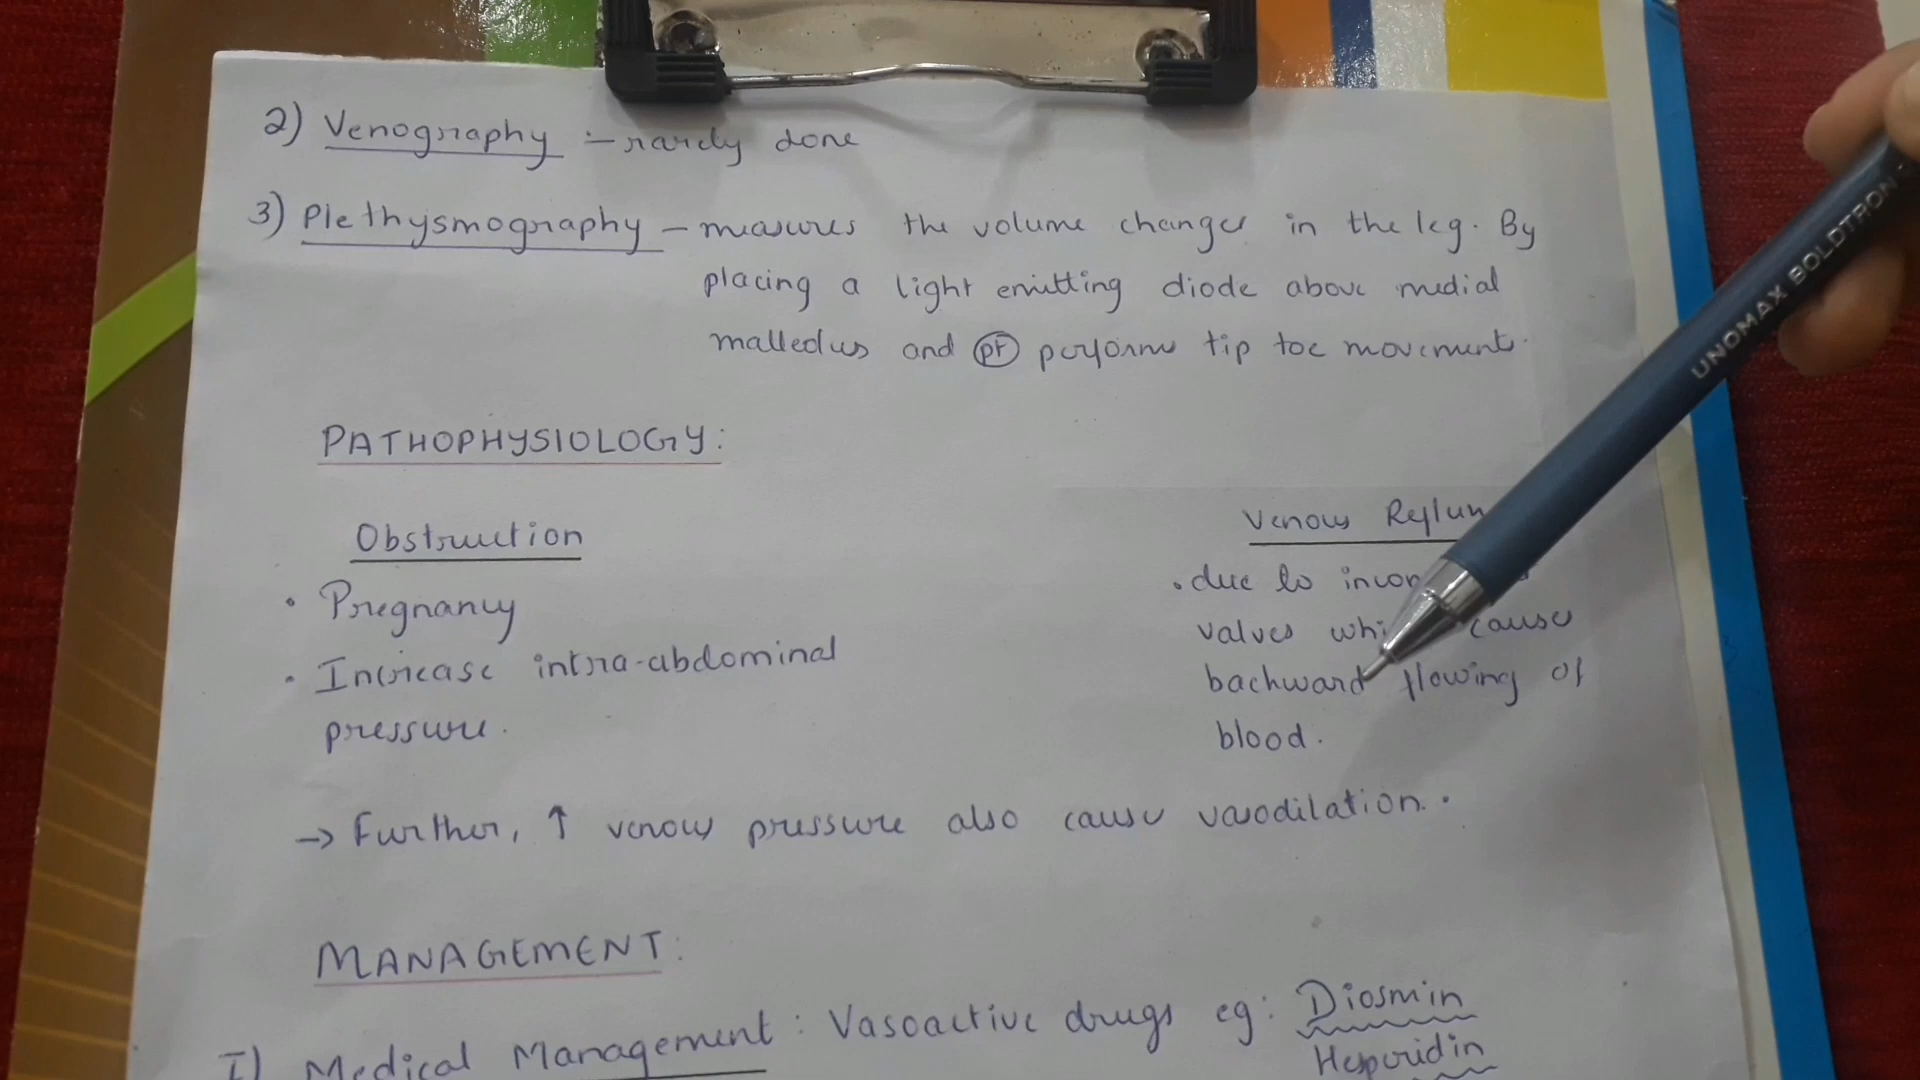 2) Venography :- rarely done
3) Plethysmography - measures the volume changes in the leg. By
placing a light emitting diode above medial
malleolus and pt performs tip toe movement.
PATHOPHYSIOLOGY:
Obstruction
• Pregnancy
• Increase intra-abdominal
pressure.
Venous Reflux
• due to
valves cause
backward flowing of
blood.
→ Further, ↑ venous pressure also cause vasodilation.
MANAGEMENT:
I) Medical Management: Vasoactive drugs eg: Diosmin
Hesperidin
UNOMAX BOLDTRON